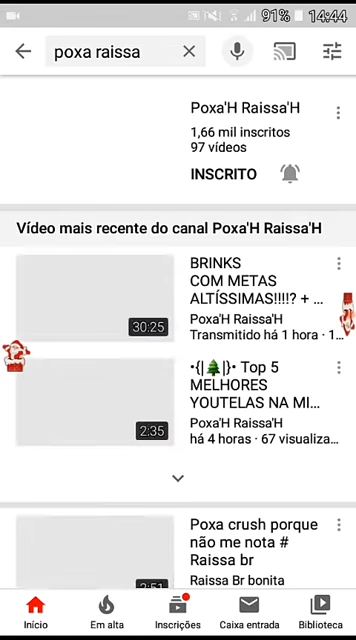 91% 14:44
poxa raissa
Poxa'H Raissa'H
1,66 mil inscritos
97 vídeos
INSCRITO
Vídeo mais recente do canal Poxa'H Raissa'H
BRINKS
COM METAS
ALTÍSSIMAS!!!!? + ...
30:25
Poxa'H Raissa'H
Transmitido há 1 hora · 1...
•{|🎄|}• Top 5
MELHORES
YOUTELAS NA MI...
2:35
Poxa'H Raissa'H
há 4 horas · 67 visualiza...
Poxa crush porque
não me nota #
Raissa br
2:51
Raissa Br bonita
Início Em alta Inscrições Caixa entrada Biblioteca